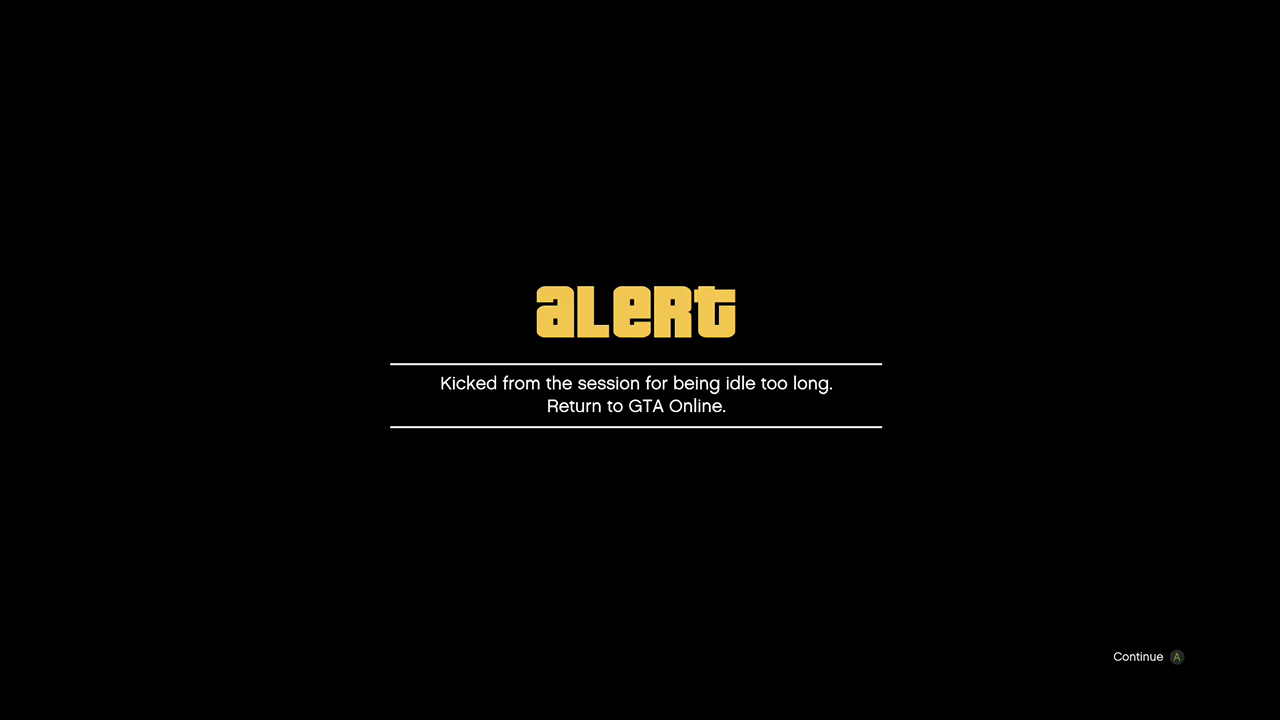 aLeRt
Kicked from the session for being idle too long.
Return to GTA Online.
Continue A